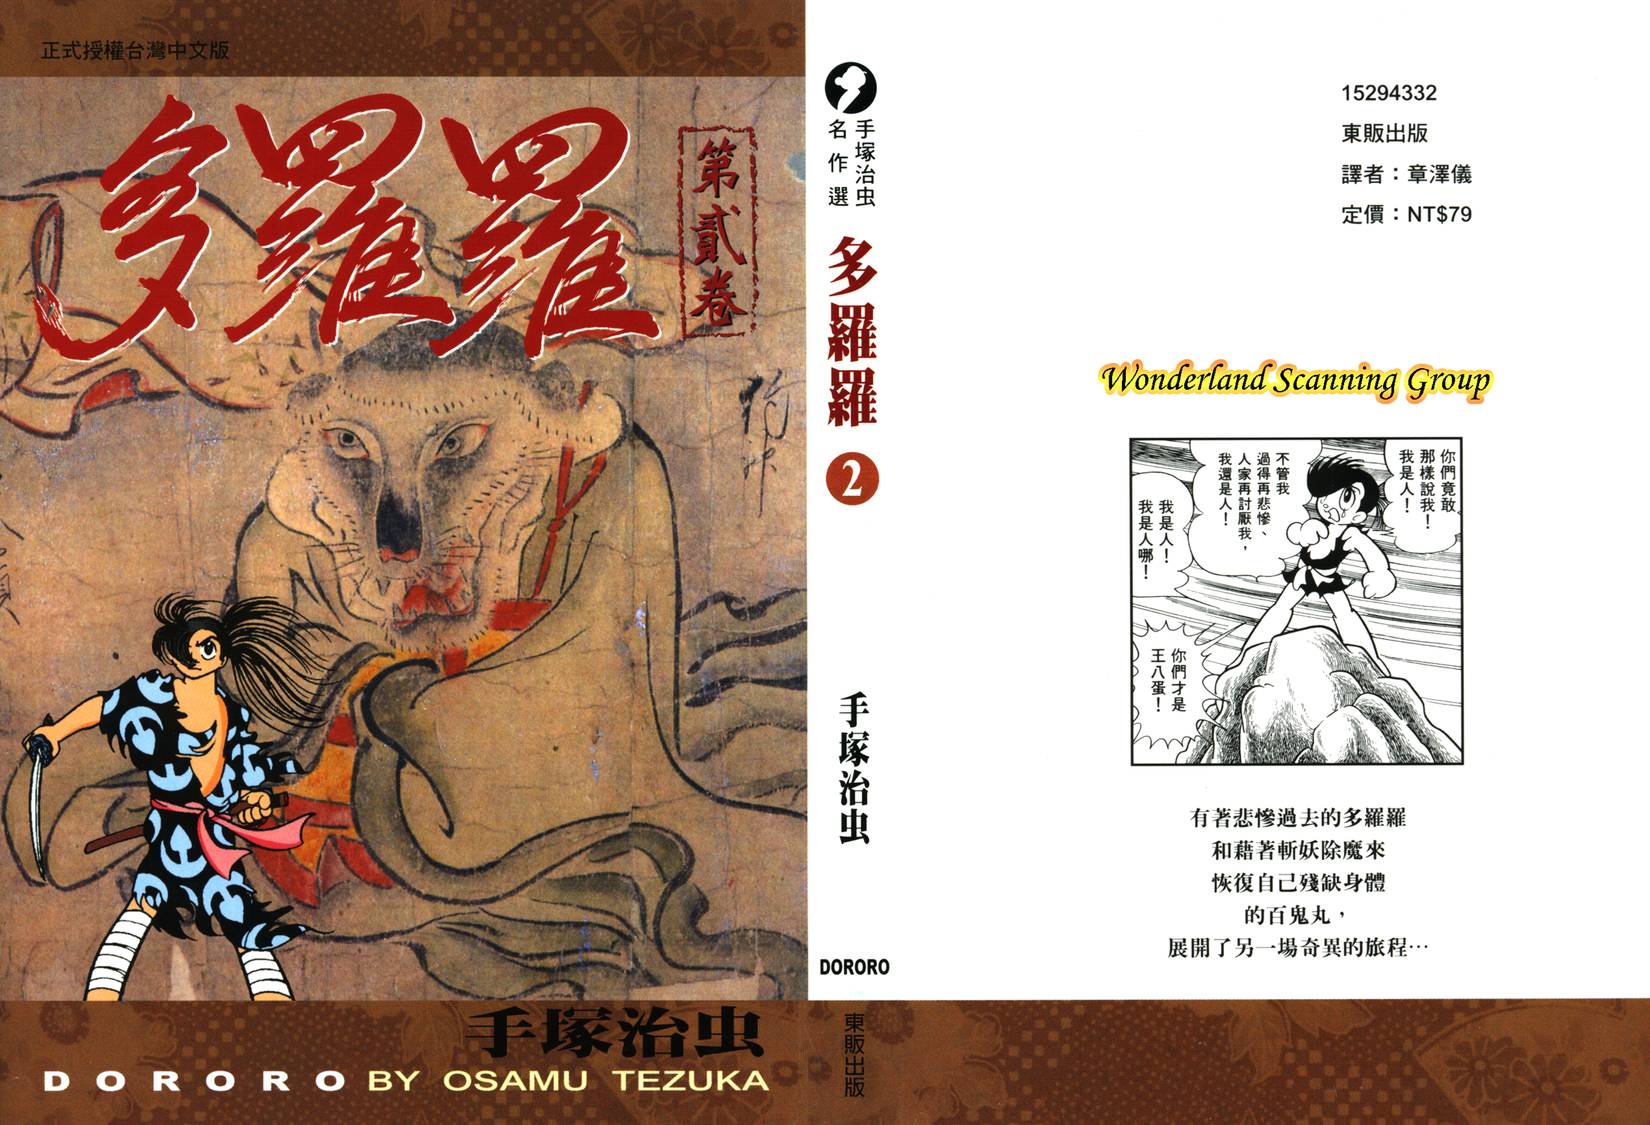 正式授權台灣中文版
多羅羅
第貳卷
手塚治虫
DORORO BY OSAMU TEZUKA
手塚治虫
名作選
多羅羅
2
手塚治虫
DORORO
東販出版
15294332
東販出版
譯者：章澤儀
定價：NT$79
Wonderland Scanning Group
你們竟敢
那樣說我！
我是人！
不管我
過得再悲慘、
人家再討厭我，
我還是人！
我是人！
我是人哪！
你們才是
王八蛋！
有著悲慘過去的多羅羅
和藉著斬妖除魔來
恢復自己殘缺身體
的百鬼丸，
展開了另一場奇異的旅程…